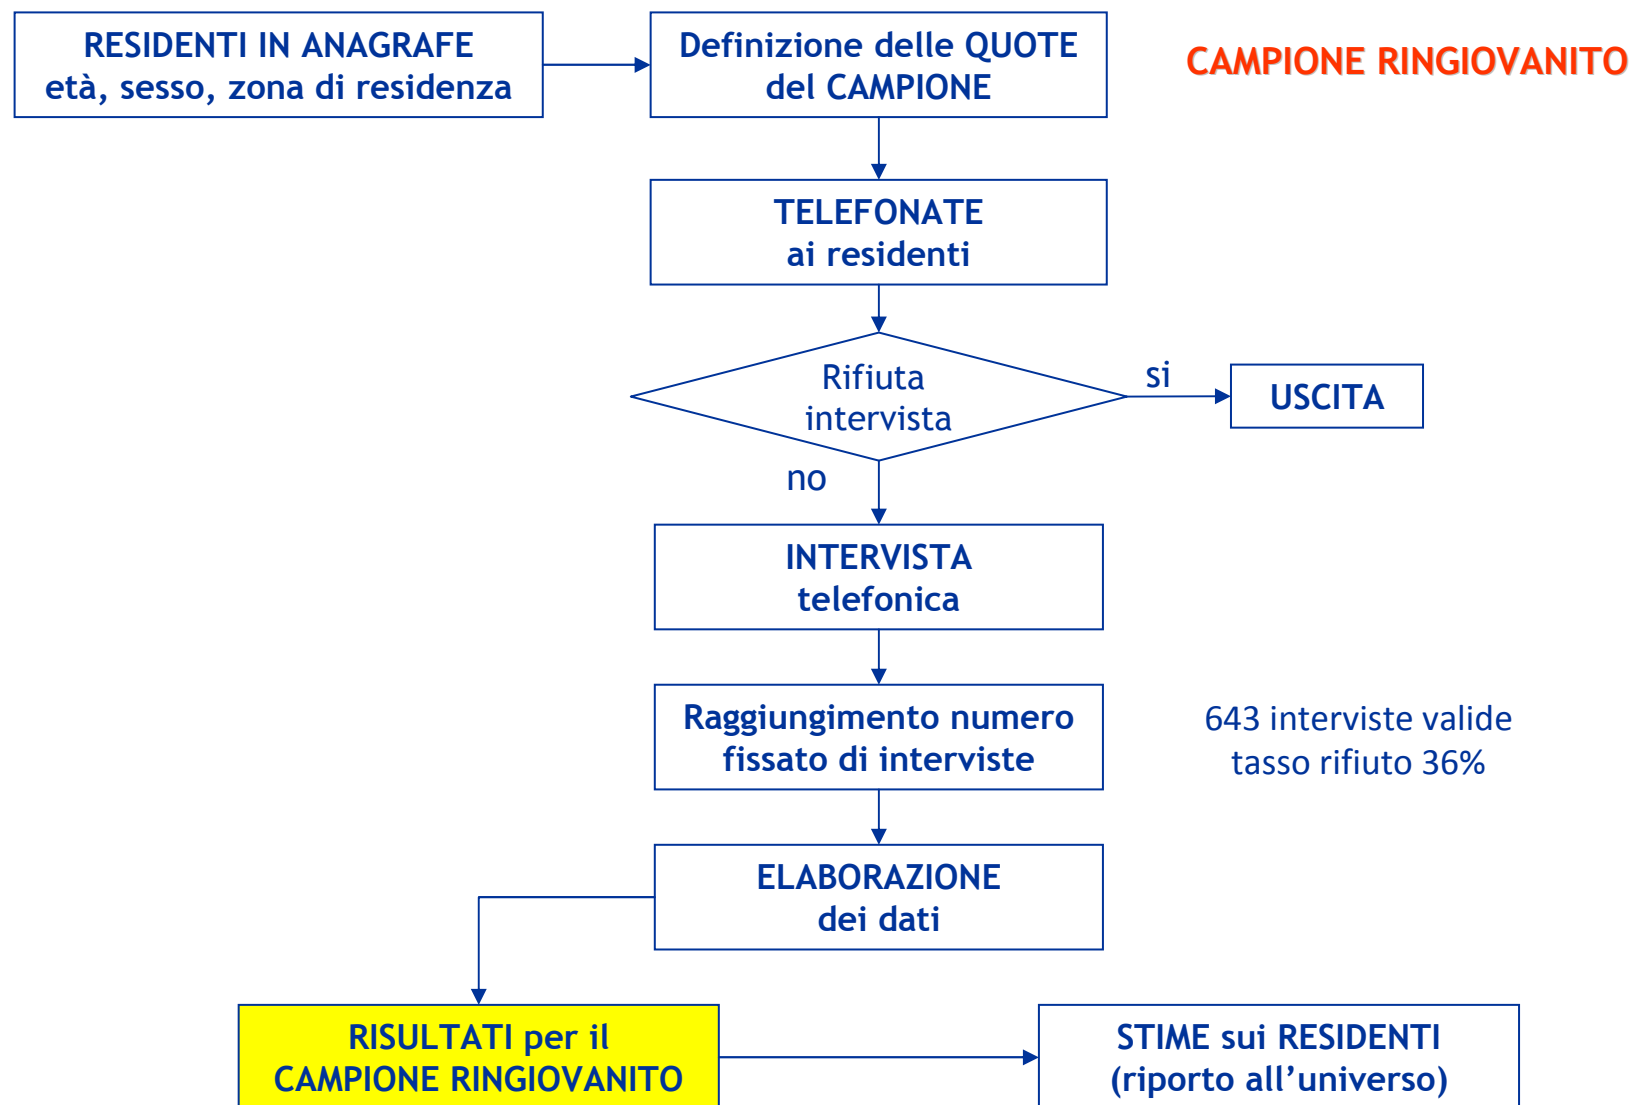 RESIDENTI IN ANAGRAFE
età, sesso, zona di residenza
Definizione delle QUOTE
del CAMPIONE
CAMPIONE RINGIOVANITO
TELEFONATE
ai residenti
Rifiuta
intervista
si
USCITA
no
INTERVISTA
telefonica
Raggiungimento numero
fissato di interviste
643 interviste valide
tasso rifiuto 36%
ELABORAZIONE
dei dati
RISULTATI per il
CAMPIONE RINGIOVANITO
STIME sui RESIDENTI
(riporto all’universo)